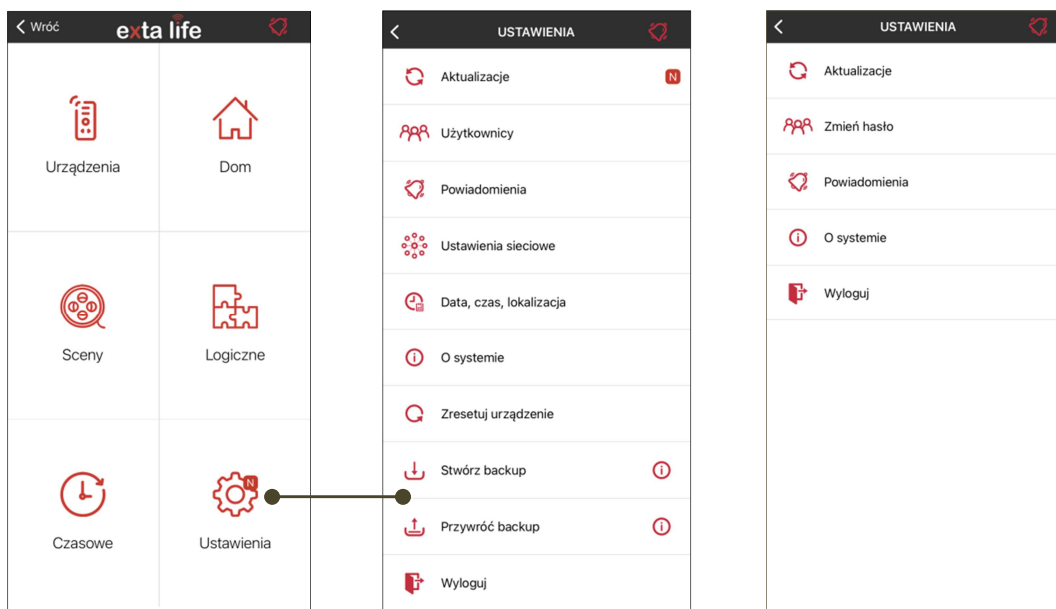 Wróć
exta life
Urządzenia
Dom
Sceny
Logiczne
N
Czasowe
Ustawienia
USTAWIENIA
Aktualizacje
N
Użytkownicy
Powiadomienia
Ustawienia sieciowe
Data, czas, lokalizacja
O systemie
Zresetuj urządzenie
Stwórz backup
Przywróć backup
Wyloguj
USTAWIENIA
Aktualizacje
Zmień hasło
Powiadomienia
O systemie
Wyloguj